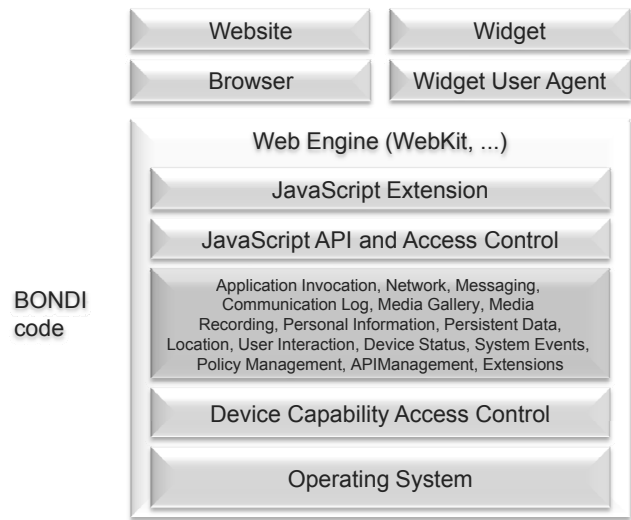 Website
Widget
Browser
Widget User Agent
Web Engine (WebKit, ...)
JavaScript Extension
JavaScript API and Access Control
BONDI
code
Application Invocation, Network, Messaging,
Communication Log, Media Gallery, Media
Recording, Personal Information, Persistent Data,
Location, User Interaction, Device Status, System Events,
Policy Management, APIManagement, Extensions
Device Capability Access Control
Operating System